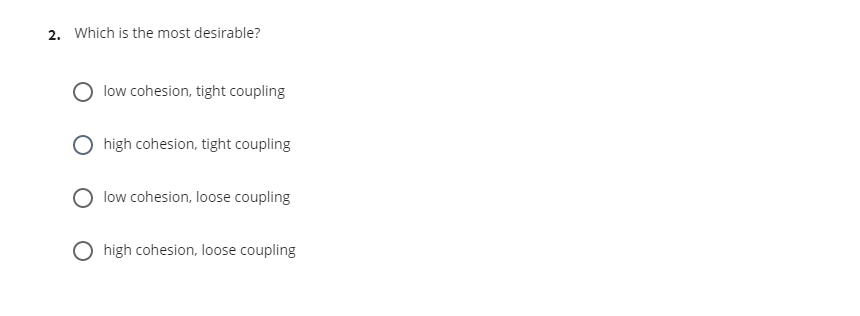 2. Which is the most desirable?
low cohesion, tight coupling
high cohesion, tight coupling
low cohesion, loose coupling
high cohesion, loose coupling